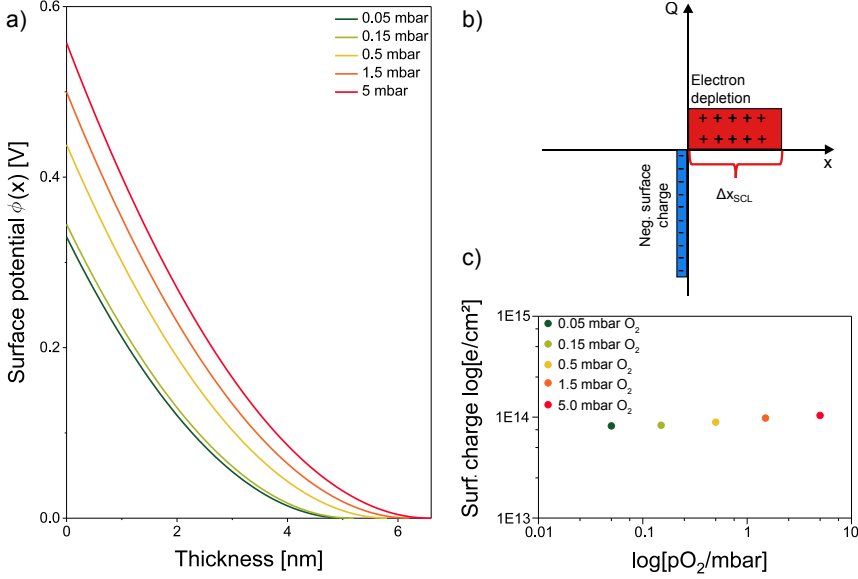 a)
0.05 mbar
0.15 mbar
0.5 mbar
1.5 mbar
5 mbar
0.6
0.4
0.2
0.0
Surface potential ϕ(x) [V]
0
2
4
6
Thickness [nm]
b)
Q
Electron
depletion
+ + + + +
+ + + + +
x
Δx_SCL
Neg. surface
charge
c)
1E15
1E14
1E13
Surf. charge log[e/cm²]
0.05 mbar O₂
0.15 mbar O₂
0.5 mbar O₂
1.5 mbar O₂
5.0 mbar O₂
0.01
0.1
1
10
log[pO₂/mbar]